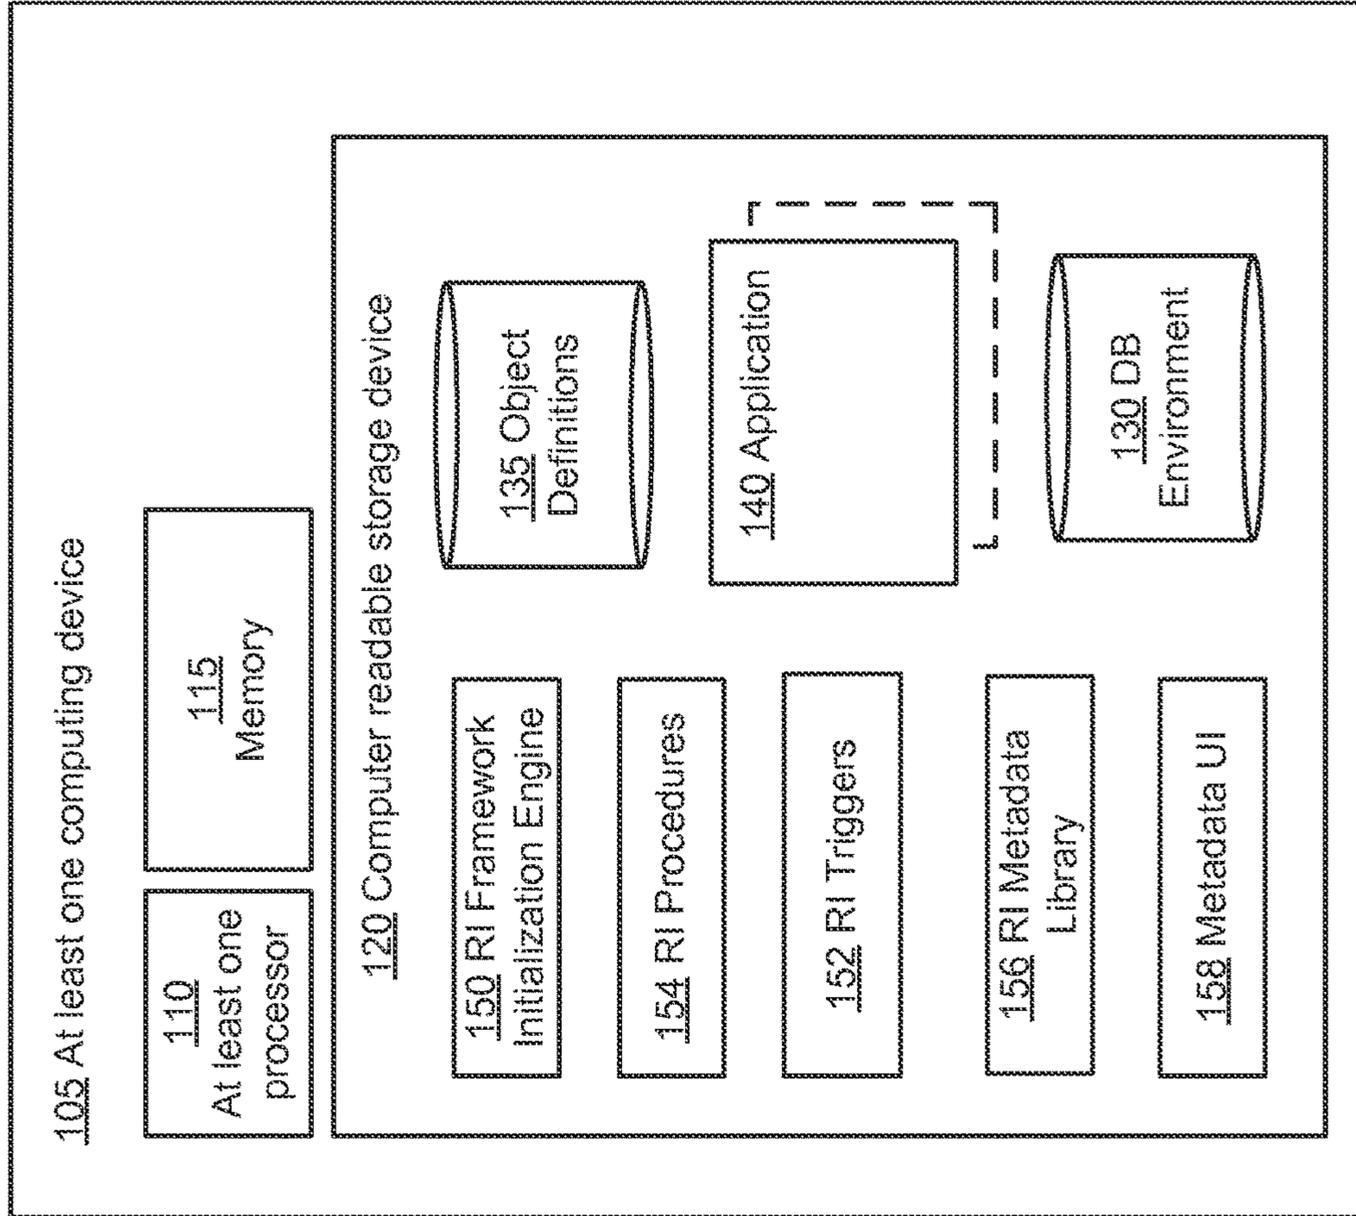 105 At least one computing device
110
At least one
processor
115
Memory
120 Computer readable storage device
150 RI Framework
Initialization Engine
154 RI Procedures
152 RI Triggers
156 RI Metadata
Library
158 Metadata UI
135 Object
Definitions
140 Application
130 DB
Environment